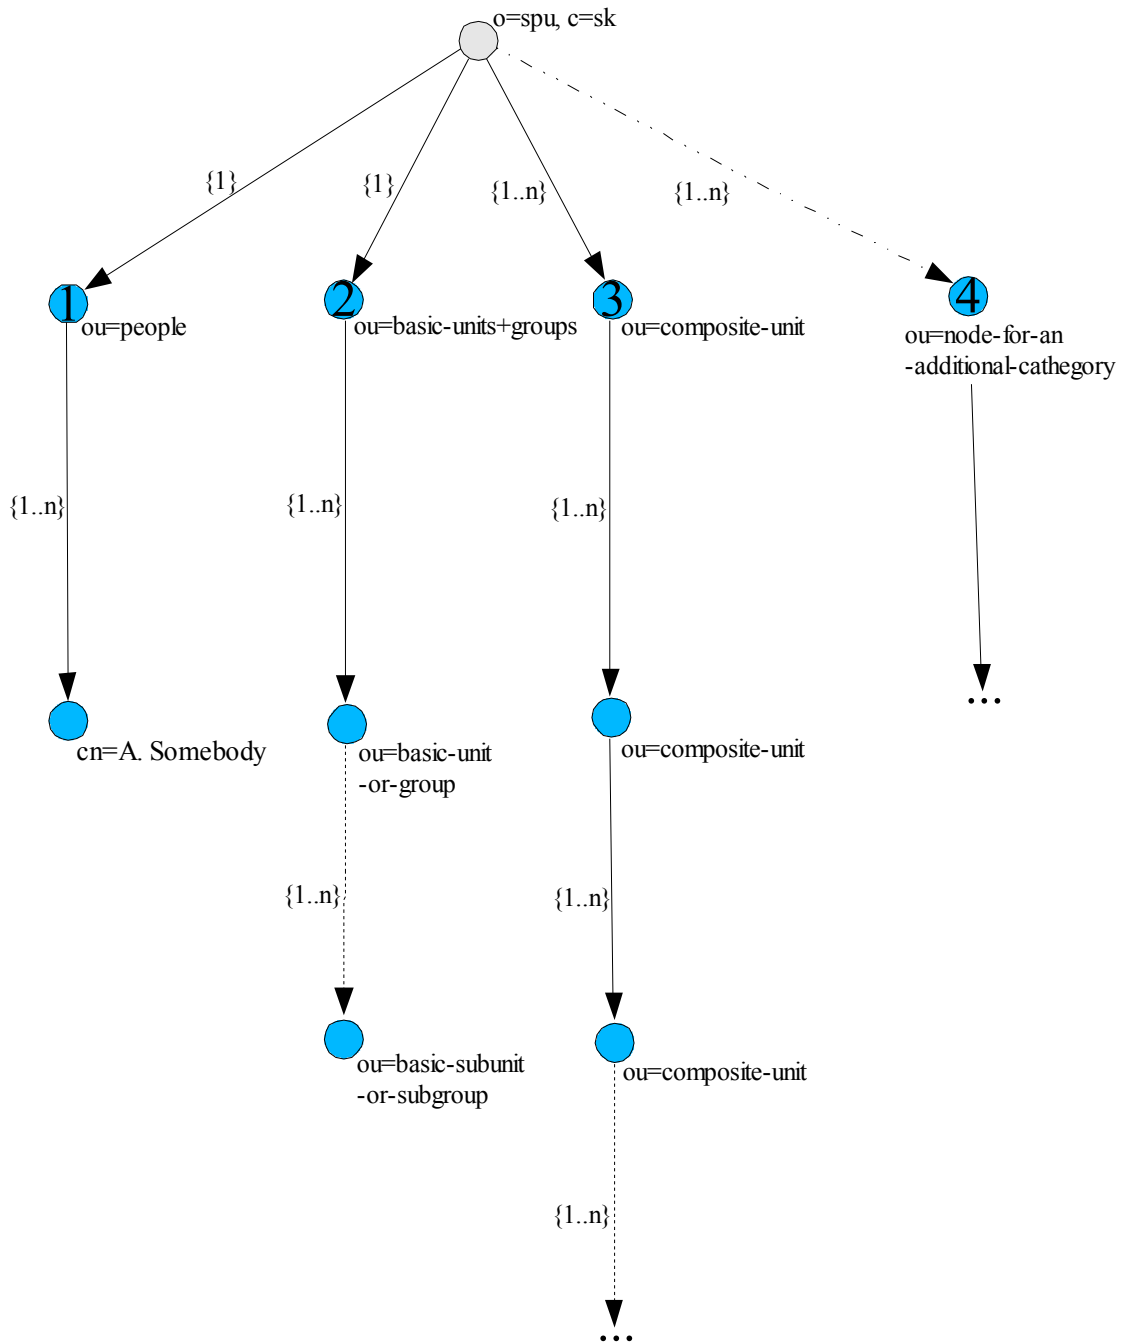 o=spu, c=sk
{1}
{1}
{1..n}
{1..n}
1
2
3
4
ou=people
ou=basic-units+groups
ou=composite-unit
ou=node-for-an
-additional-cathegory
{1..n}
{1..n}
{1..n}
...
cn=A. Somebody
ou=basic-unit
-or-group
ou=composite-unit
{1..n}
{1..n}
ou=basic-subunit
-or-subgroup
ou=composite-unit
{1..n}
...